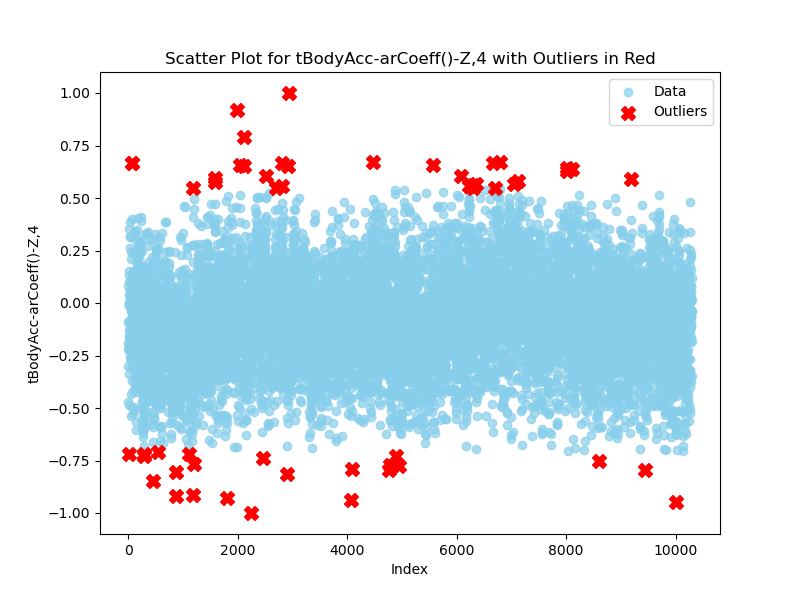 Scatter Plot for tBodyAcc-arCoeff()-Z,4 with Outliers in Red
Data
Outliers
1.00
0.75
0.50
0.25
0.00
−0.25
−0.50
−0.75
−1.00
tBodyAcc-arCoeff()-Z,4
0 2000 4000 6000 8000 10000
Index